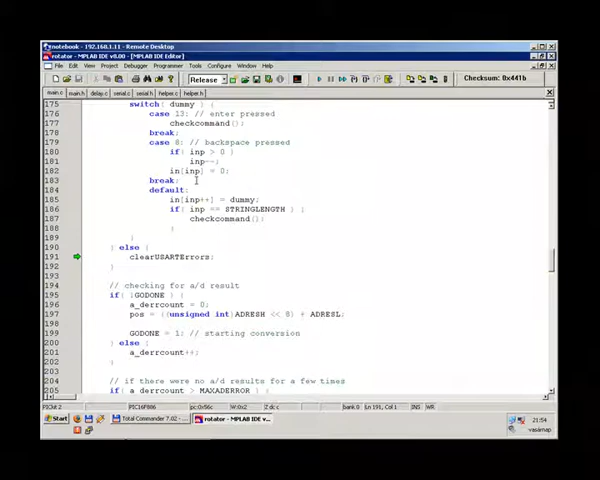 notebook - 192.168.1.11 - Remote Desktop
rotator - MPLAB IDE v8.00 - [MPLAB IDE Editor]
File Edit View Project Debugger Programmer Tools Configure Window Help
Release
Checksum: 0x441b
main.c main.h delay.c serial.c serial.h helper.c helper.h
175 switch( dummy ) {
176 case 13: // enter pressed
177 checkcommand();
178 break;
179 case 8: // backspace pressed
180 if( inp > 0 )
181 inp--;
182 in[inp] = 0;
183 break;
184 default:
185 in[inp++] = dummy;
186 if( inp == STRINGLENGTH ) {
187 checkcommand();
188 }
189 }
190 } else {
191 clearUSARTErrors;
192 }
193
194 // checking for a/d result
195 if( !GODONE ) {
196 a_derrcount = 0;
197 pos = ((unsigned int)ADRESH << 8) + ADRESL;
198
199 GODONE = 1; // starting conversion
200 } else {
201 a_derrcount++;
202 }
203
204 // if there were no a/d results for a few times
205 if( a_derrcount > MAXADERROR ) {
PICkit 2 PIC16F886 pc:0x56c W:0x2 z dc c bank 0 Ln 191, Col 1 INS WR
Start Total Commander 7.02 - ... rotator - MPLAB IDE v... 21:54
vasárnap